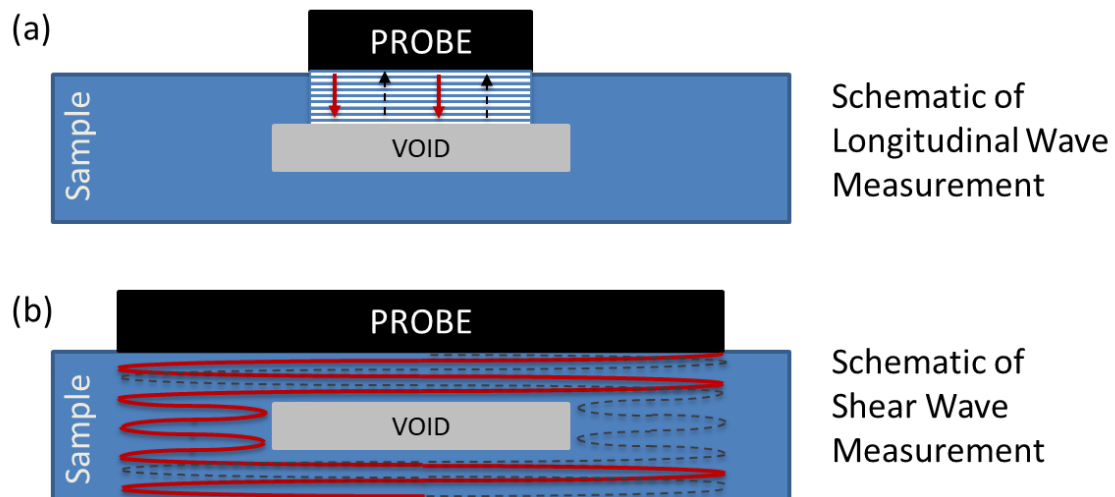 (a)
PROBE
Sample
VOID
Schematic of
Longitudinal Wave
Measurement
(b)
PROBE
Sample
VOID
Schematic of
Shear Wave
Measurement